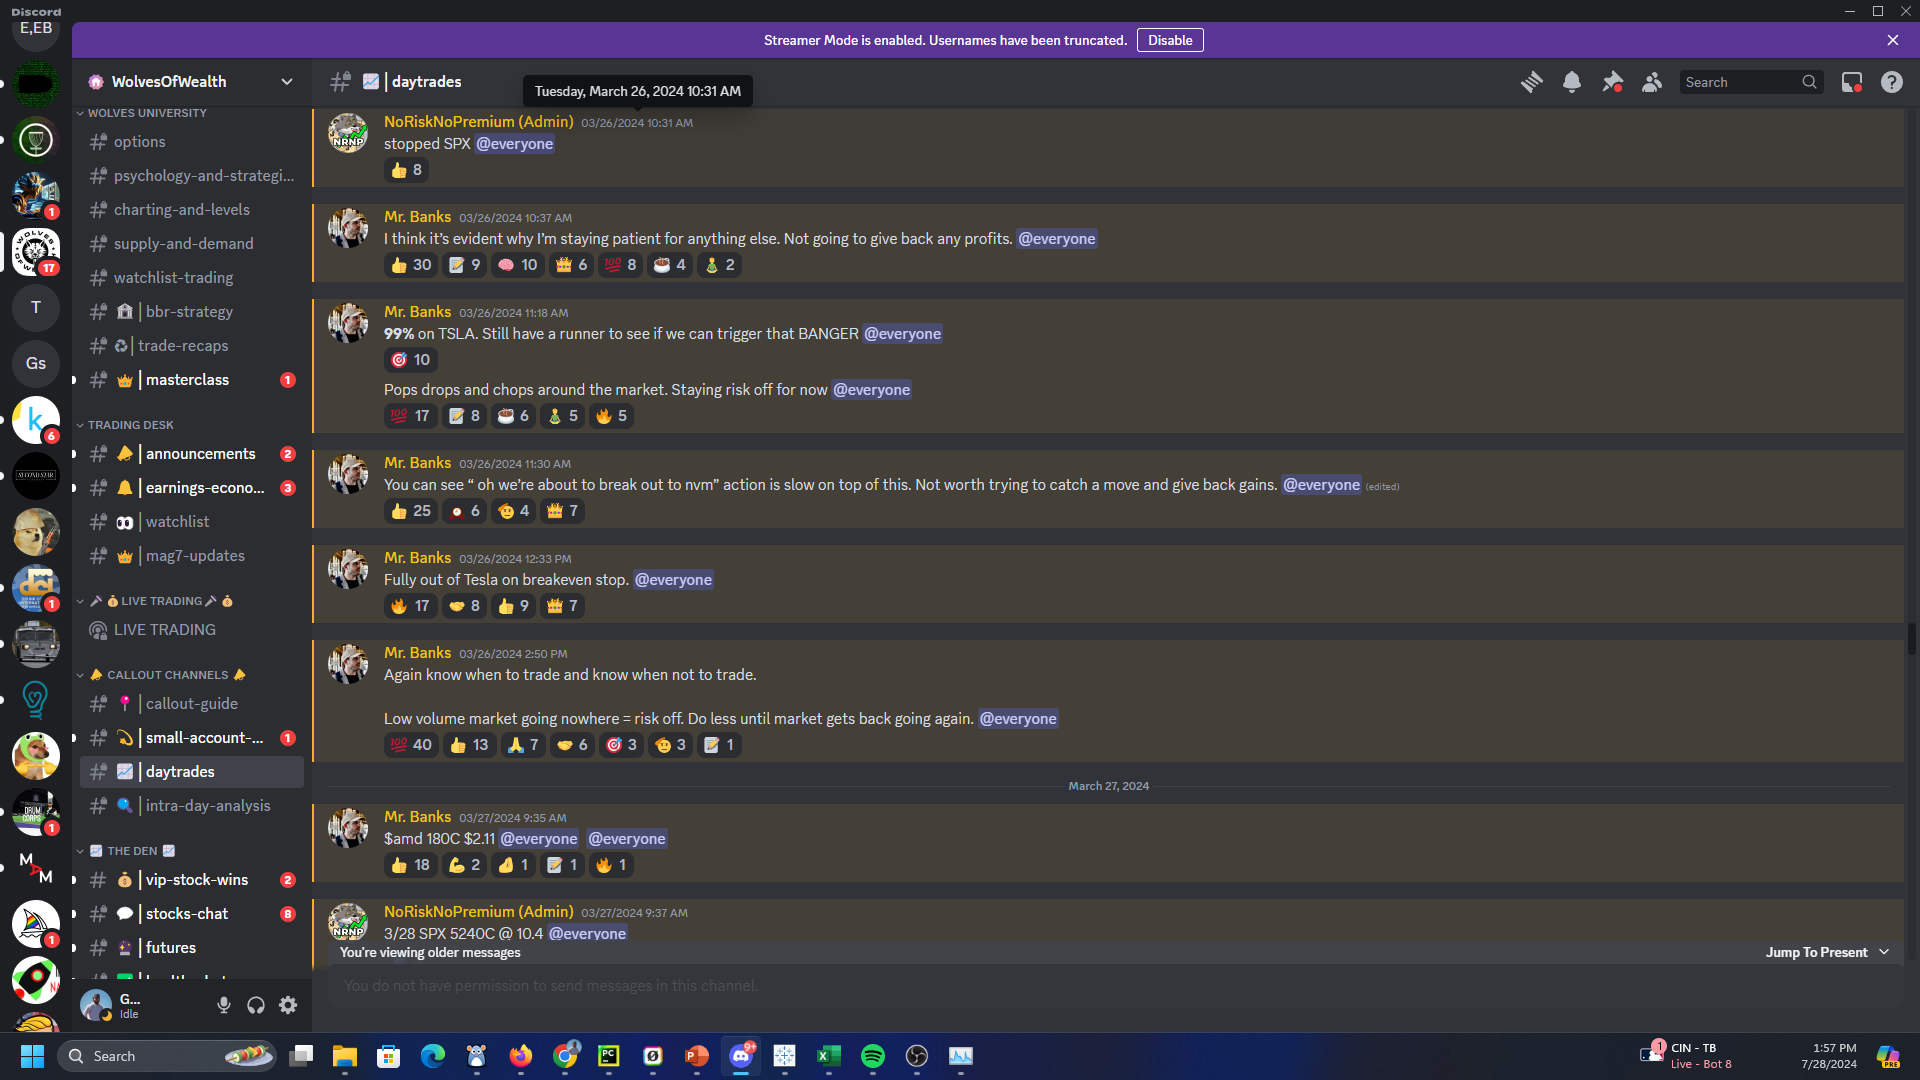 Discord
E,EB
Streamer Mode is enabled. Usernames have been truncated.
Disable
WolvesOfWealth
| daytrades
Tuesday, March 26, 2024 10:31 AM
Search
WOLVES UNIVERSITY
options
psychology-and-strategi...
charting-and-levels
supply-and-demand
watchlist-trading
| bbr-strategy
| trade-recaps
| masterclass 1
TRADING DESK
| announcements 2
| earnings-econo... 3
| watchlist
| mag7-updates
LIVE TRADING
LIVE TRADING
CALLOUT CHANNELS
| callout-guide
| small-account-... 1
| daytrades
| intra-day-analysis
THE DEN
| vip-stock-wins 2
| stocks-chat 8
| futures
1
17
T
Gs
k
6
SECOND STAR
dci
1
DRUM CORPS
1
M A M
1
1
G...
Idle
NoRiskNoPremium (Admin) 03/26/2024 10:31 AM
NRNP
stopped SPX @everyone
8
Mr. Banks 03/26/2024 10:37 AM
I think it's evident why I'm staying patient for anything else. Not going to give back any profits. @everyone
30 9 10 6 100 8 4 2
Mr. Banks 03/26/2024 11:18 AM
99% on TSLA. Still have a runner to see if we can trigger that BANGER @everyone
10
Pops drops and chops around the market. Staying risk off for now @everyone
100 17 8 6 5 5
Mr. Banks 03/26/2024 11:30 AM
You can see “ oh we're about to break out to nvm” action is slow on top of this. Not worth trying to catch a move and give back gains. @everyone (edited)
25 6 4 7
Mr. Banks 03/26/2024 12:33 PM
Fully out of Tesla on breakeven stop. @everyone
17 8 9 7
Mr. Banks 03/26/2024 2:50 PM
Again know when to trade and know when not to trade.
Low volume market going nowhere = risk off. Do less until market gets back going again. @everyone
100 40 13 7 6 3 3 1
March 27, 2024
Mr. Banks 03/27/2024 9:35 AM
$amd 180C $2.11 @everyone @everyone
18 2 1 1 1
NoRiskNoPremium (Admin) 03/27/2024 9:37 AM
NRNP
3/28 SPX 5240C @ 10.4 @everyone
You're viewing older messages
Jump To Present
You do not have permission to send messages in this channel.
Search
PC
P
9+
X
1
CIN - TB
Live - Bot 8
1:57 PM
7/28/2024
PRE